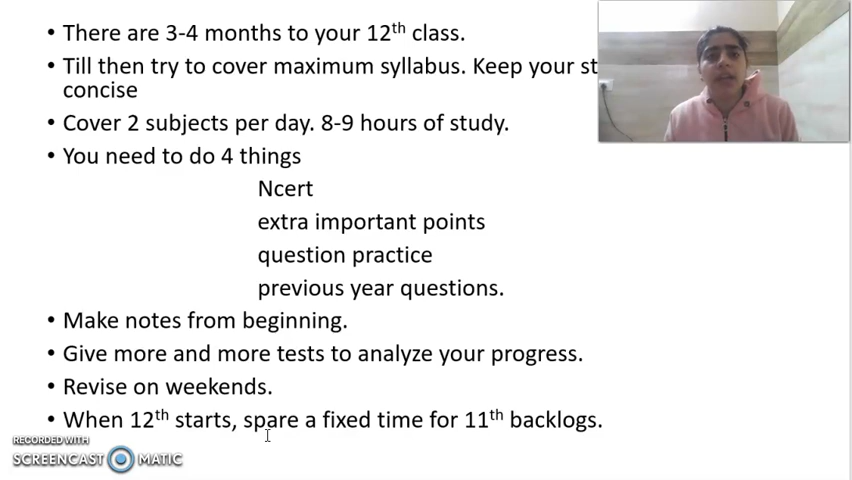 • There are 3-4 months to your 12th class.
• Till then try to cover maximum syllabus. Keep your
concise
• Cover 2 subjects per day. 8-9 hours of study.
• You need to do 4 things
Ncert
extra important points
question practice
previous year questions.
• Make notes from beginning.
• Give more and more tests to analyze your progress.
• Revise on weekends.
• When 12th starts, spare a fixed time for 11th backlogs.
RECORDED WITH
SCREENCAST MATIC